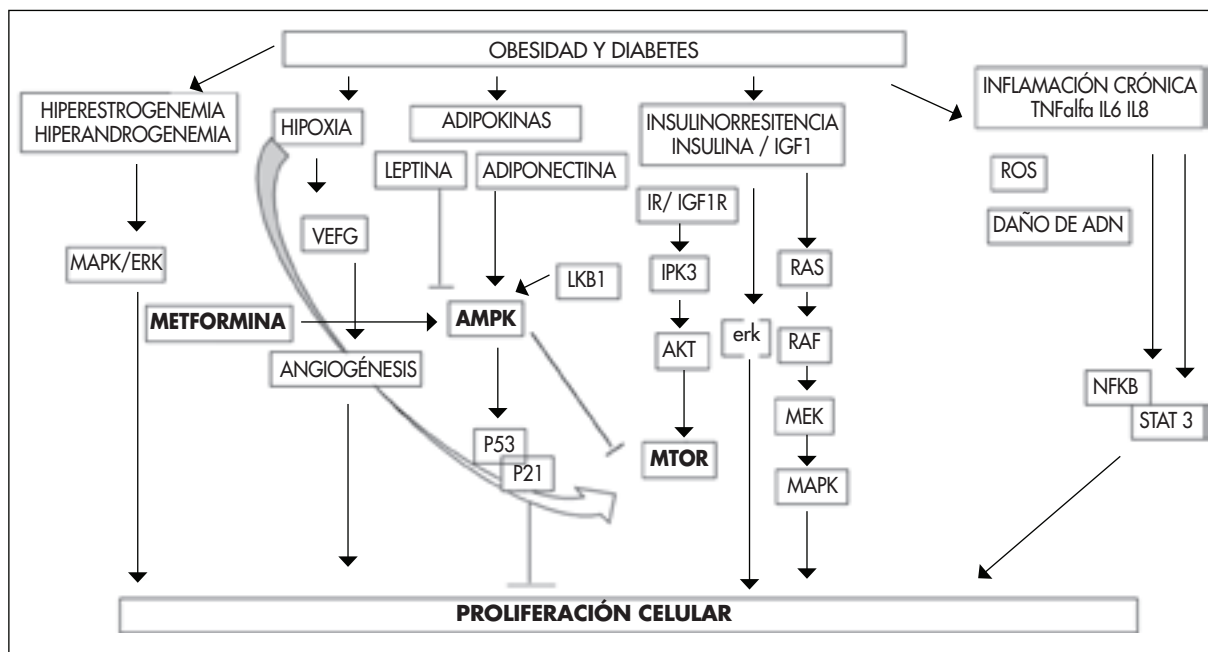 OBESIDAD Y DIABETES
HIPERESTROGENEMIA
HIPERANDROGENEMIA
HIPOXIA
ADIPOKINAS
INSULINORRESITENCIA
INSULINA / IGF1
INFLAMACIÓN CRÓNICA
TNFalfa IL6 IL8
LEPTINA
ADIPONECTINA
ROS
IR/ IGF1R
DAÑO DE ADN
VEFG
MAPK/ERK
IPK3
RAS
LKB1
METFORMINA
AMPK
erk
RAF
AKT
ANGIOGÉNESIS
NFKB
MEK
STAT 3
P53
MTOR
P21
MAPK
PROLIFERACIÓN CELULAR